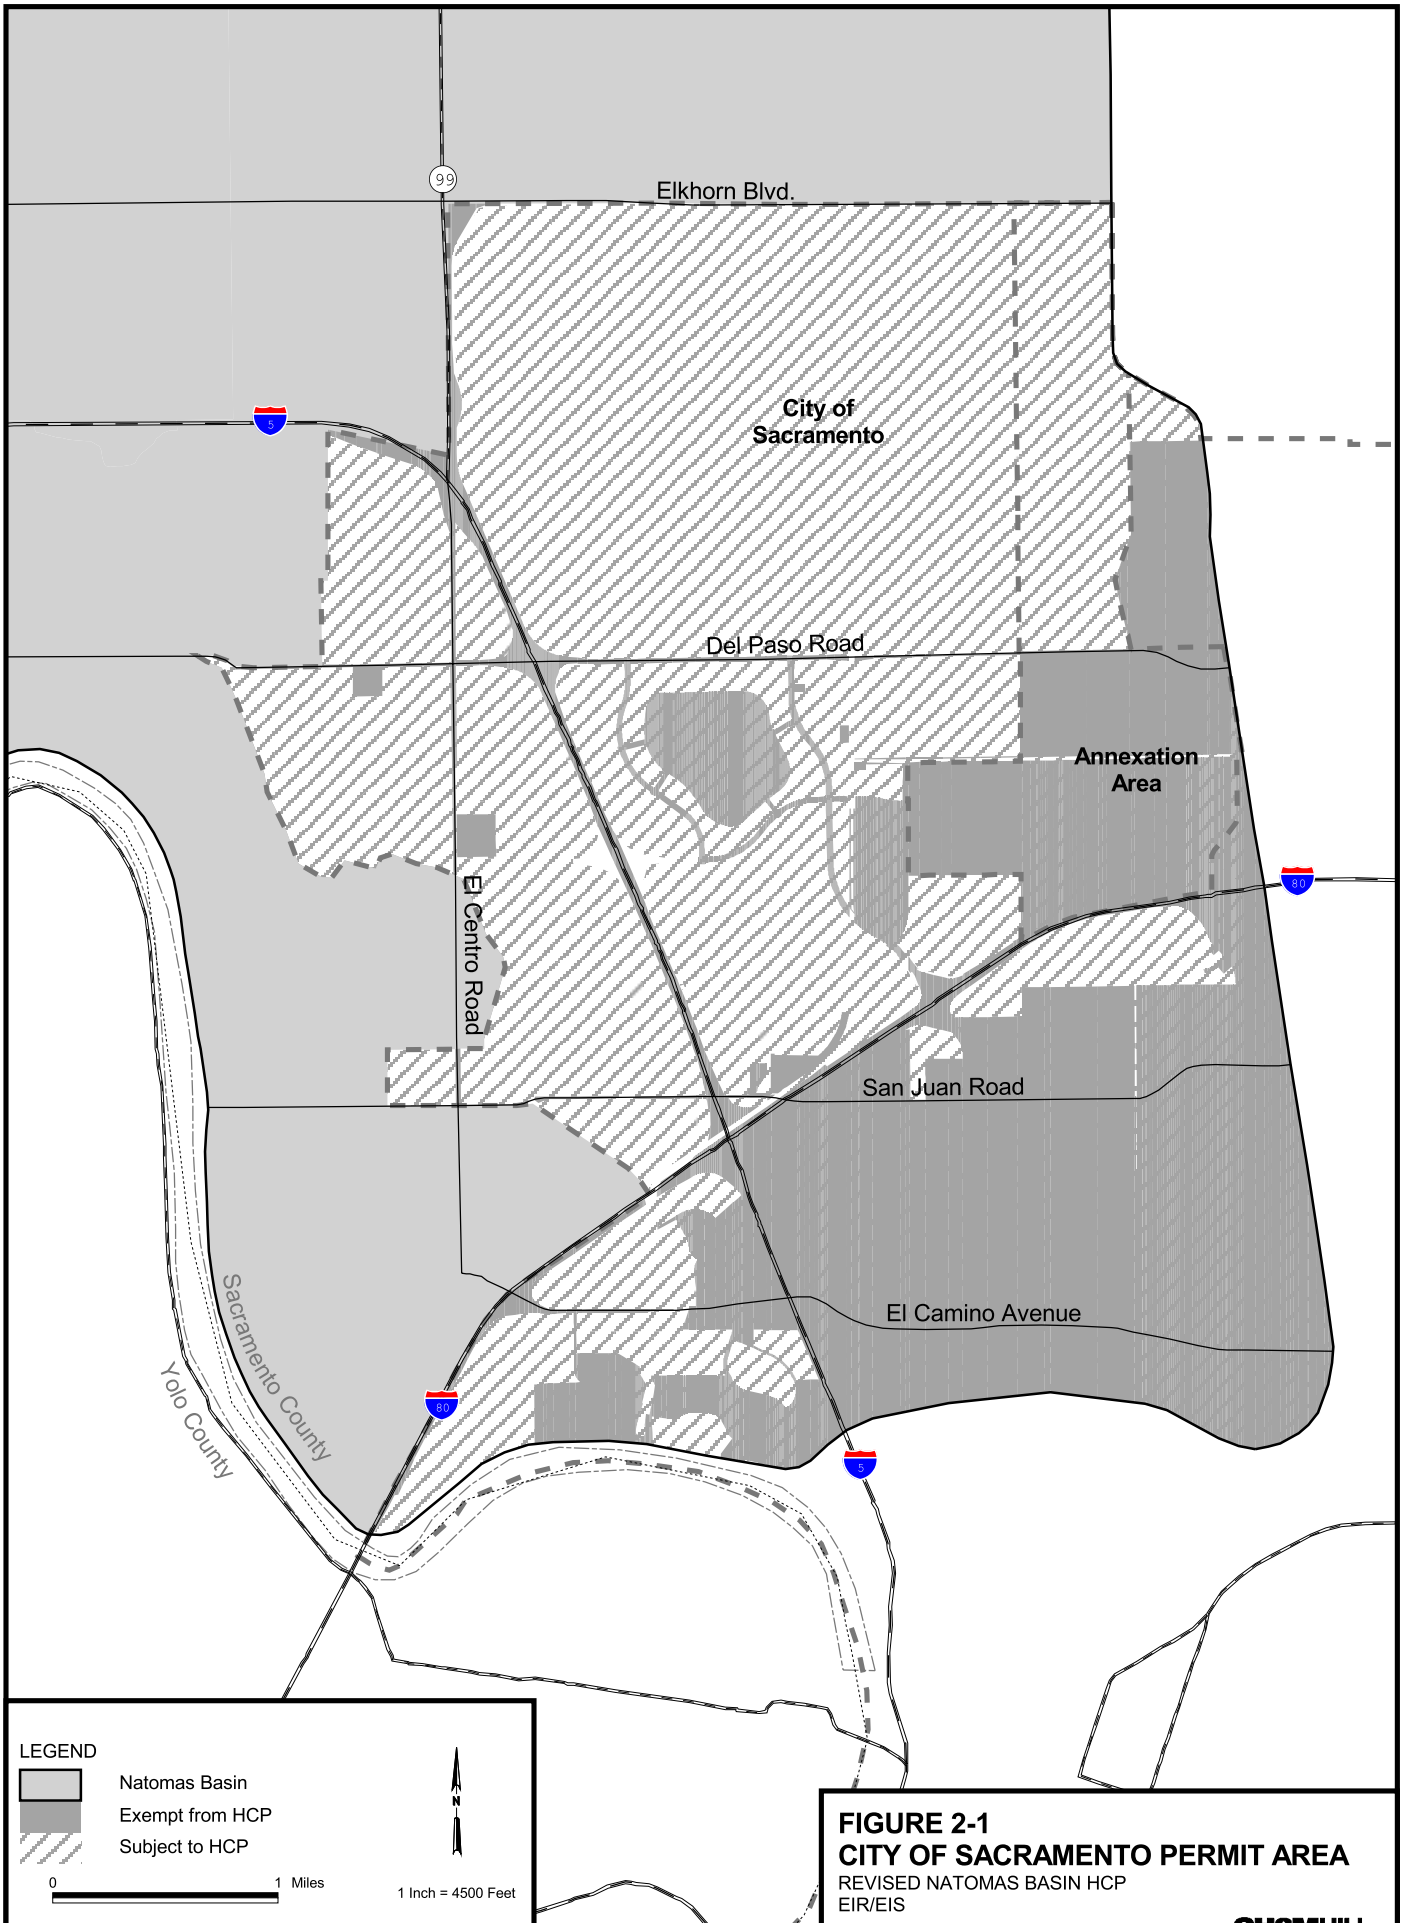 99
Elkhorn Blvd.
City of
Sacramento
5
Del Paso Road
Annexation
Area
80
El Centro Road
San Juan Road
Sacramento County
El Camino Avenue
Yolo County
80
5
LEGEND
Natomas Basin
Exempt from HCP
Subject to HCP
0 1 Miles
N
1 Inch = 4500 Feet
FIGURE 2-1
CITY OF SACRAMENTO PERMIT AREA
REVISED NATOMAS BASIN HCP
EIR/EIS